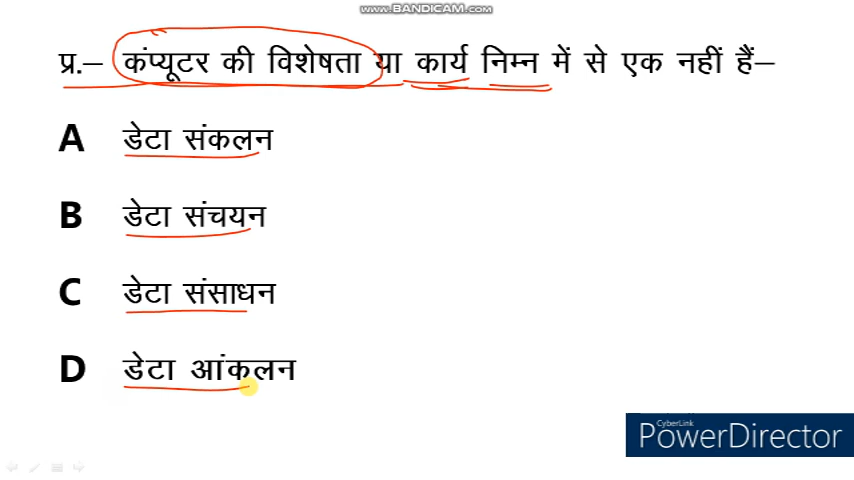 www.BANDICAM.com
प्र.– कंप्यूटर की विशेषता या कार्य निम्न में से एक नहीं हैं–
A डेटा संकलन
B डेटा संचयन
C डेटा संसाधन
D डेटा आंकलन
CyberLink
PowerDirector